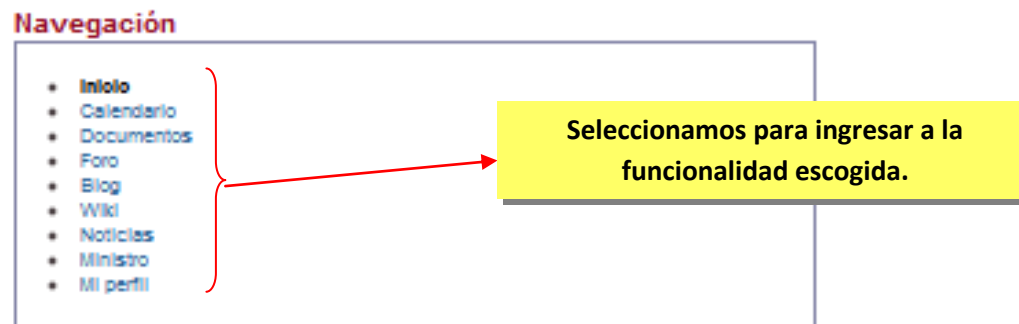 Navegación
Inicio
Calendario
Documentos
Foro
Blog
Wiki
Noticias
Ministro
Mi perfil
Seleccionamos para ingresar a la
funcionalidad escogida.